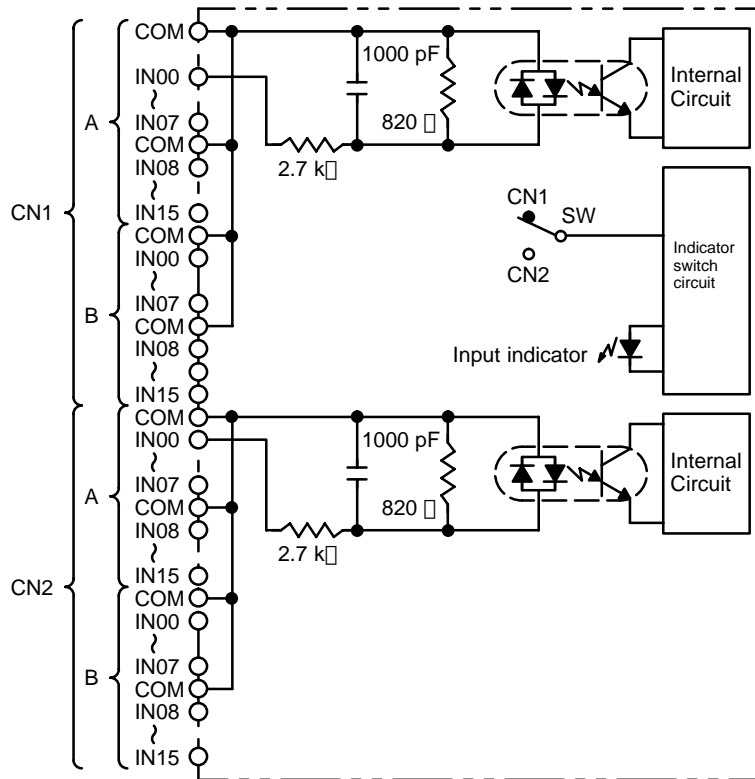 COM
1000 pF
Internal
Circuit
IN00
A
IN07
820 ▯
COM
2.7 k▯
IN08
CN1
CN1
IN15
SW
COM
CN2
Indicator
switch
circuit
IN00
B
IN07
COM
Input indicator
IN08
IN15
COM
1000 pF
IN00
Internal
Circuit
A
IN07
820 ▯
COM
IN08
2.7 k▯
IN15
CN2
COM
IN00
B
IN07
COM
IN08
IN15